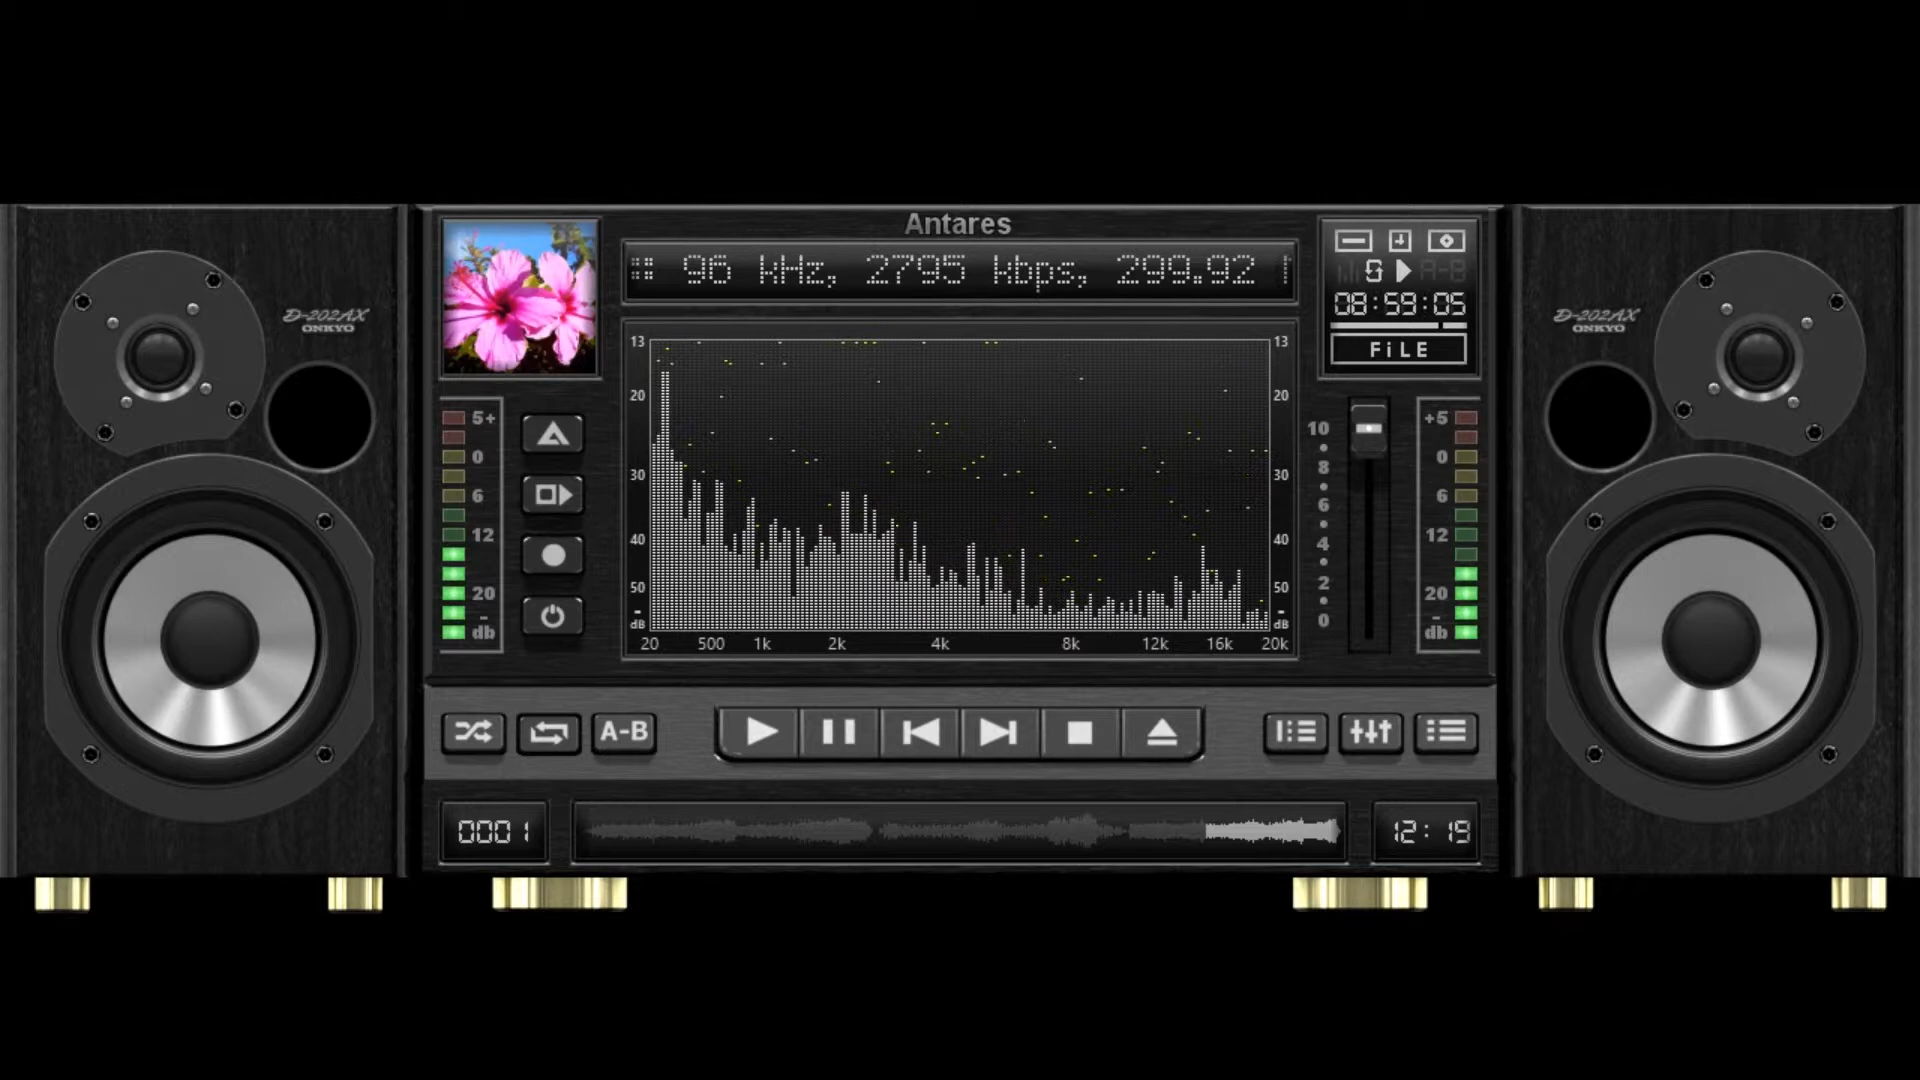 Antares
96 kHz, 2795 kbps, 299.92
D-202AX
ONKYO
A-B
08:59:05
FiLE
D-202AX
ONKYO
13
20
30
40
50
-
dB
13
20
30
40
50
-
dB
20 500 1k 2k 4k 8k 12k 16k 20k
5+
0
6
12
20
-
db
10
8
6
4
2
0
+5
0
6
12
20
-
db
A-B
0001
12:19